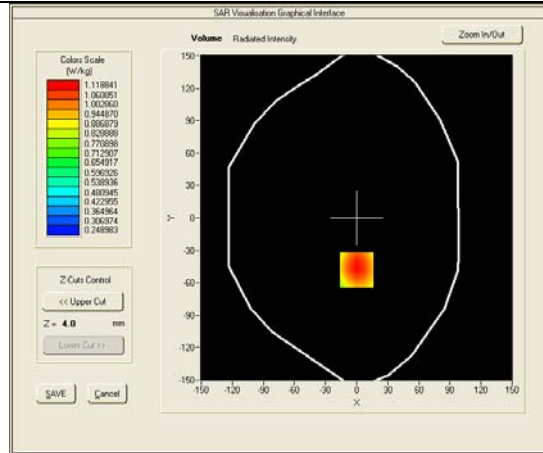 SAR Visualisation Graphical Interface
Volume Radiated Intensity
Zoom In/Out
Colors Scale
(W/kg)
1.118841
1.060851
1.002860
0.944870
0.886879
0.828888
0.770898
0.712907
0.654917
0.596926
0.538936
0.480945
0.422955
0.364964
0.306974
0.248983
Z-Cuts Control
<< Upper Cut
Z = 4.0 mm
Lower Cut >>
SAVE Cancel
150-
120-
90-
60-
30-
0-
-30-
-60-
-90-
-120-
-150-
Y
-150 -120 -90 -60 -30 0 30 60 90 120 150
X